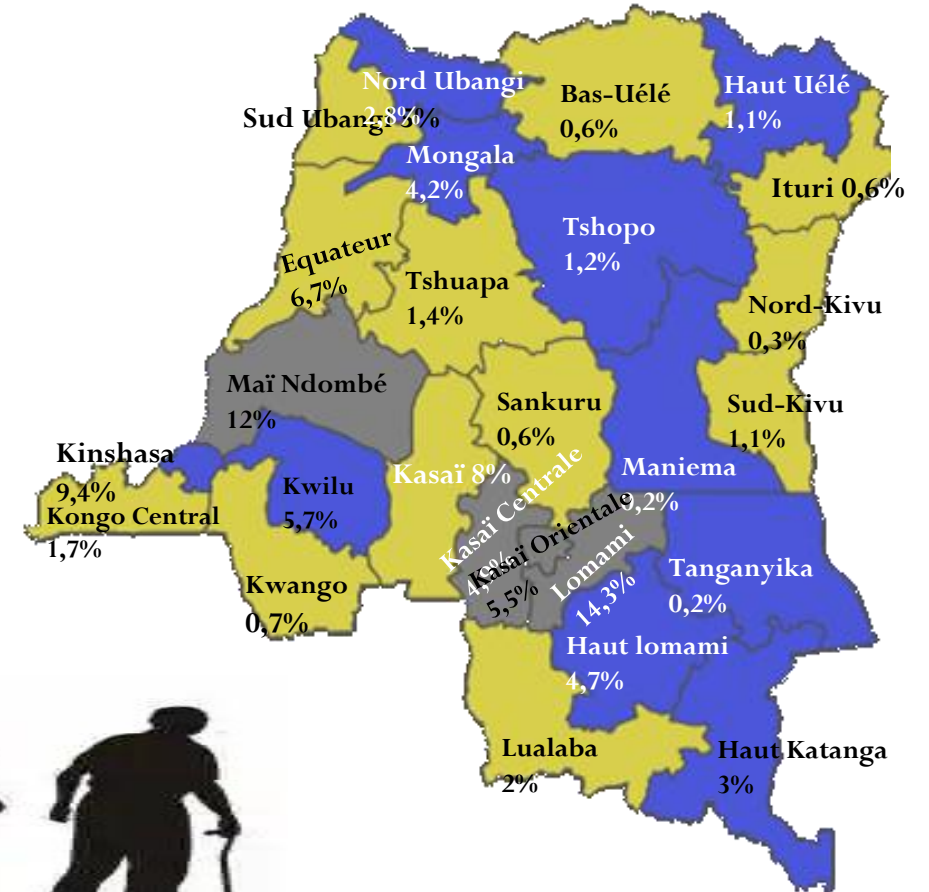 Nord Ubangi
2,8%
Sud Ubangi 3%
Bas-Uélé
0,6%
Haut Uélé
1,1%
Mongala
4,2%
Ituri 0,6%
Tshopo
1,2%
Equateur
6,7%
Tshuapa
1,4%
Nord-Kivu
0,3%
Maï Ndombé
12%
Sankuru
0,6%
Sud-Kivu
1,1%
Kinshasa
9,4%
Kasaï 8%
Kwilu
5,7%
Maniema
0,2%
Kongo Central
1,7%
Kasaï Centrale
Kasaï Orientale
5,5%
Lomami
14,3%
Tanganyika
0,2%
Kwango
0,7%
Haut lomami
4,7%
Lualaba
2%
Haut Katanga
3%